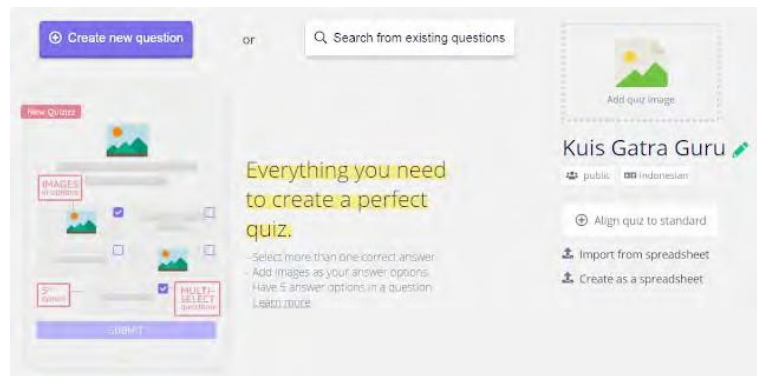 Create new question
or
Search from existing questions
New Quizizz
IMAGES
in options
5th
option
MULTI-
SELECT
questions
SUBMIT
Everything you need
to create a perfect
quiz.
- Select more than one correct answer
- Add images as your answer options
- Have 5 answer options in a question
- Learn more
Add quiz image
Kuis Gatra Guru
public
Indonesian
Align quiz to standard
Import from spreadsheet
Create as a spreadsheet